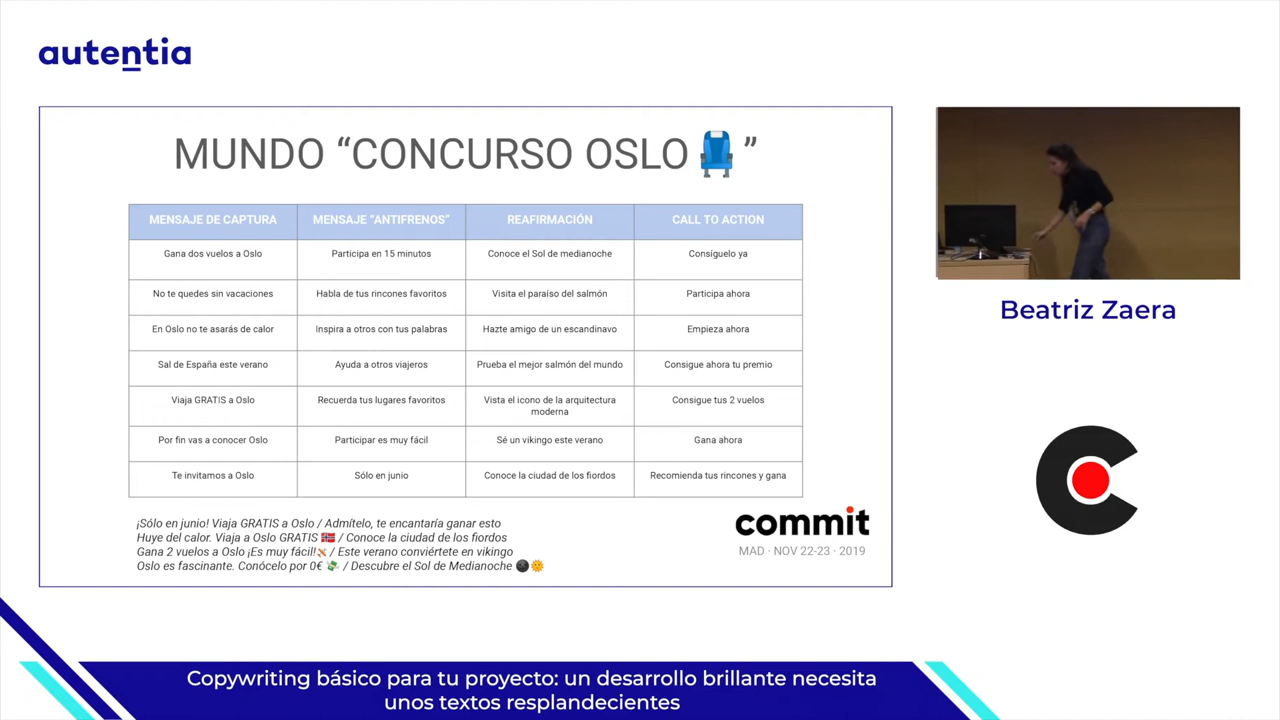 autentia
MUNDO “CONCURSO OSLO💺”
MENSAJE DE CAPTURA
MENSAJE “ANTIFRENOS”
REAFIRMACIÓN
CALL TO ACTION
Gana dos vuelos a Oslo
Participa en 15 minutos
Conoce el Sol de medianoche
Consíguelo ya
No te quedes sin vacaciones
Habla de tus rincones favoritos
Visita el paraíso del salmón
Participa ahora
En Oslo no te asarás de calor
Inspira a otros con tus palabras
Hazte amigo de un escandinavo
Empieza ahora
Sal de España este verano
Ayuda a otros viajeros
Prueba el mejor salmón del mundo
Consigue ahora tu premio
Viaja GRATIS a Oslo
Recuerda tus lugares favoritos
Vista el icono de la arquitectura
moderna
Consigue tus 2 vuelos
Por fin vas a conocer Oslo
Participar es muy fácil
Sé un vikingo este verano
Gana ahora
Te invitamos a Oslo
Sólo en junio
Conoce la ciudad de los fiordos
Recomienda tus rincones y gana
¡Sólo en junio! Viaja GRATIS a Oslo / Admítelo, te encantaría ganar esto
Huye del calor. Viaja a Oslo GRATIS 🇳🇴 / Conoce la ciudad de los fiordos
Gana 2 vuelos a Oslo ¡Es muy fácil! / Este verano conviértete en vikingo
Oslo es fascinante. Conócelo por 0€ 💸 / Descubre el Sol de Medianoche 🌚🌞
commit
MAD · NOV 22-23 · 2019
Beatriz Zaera
Copywriting básico para tu proyecto: un desarrollo brillante necesita
unos textos resplandecientes